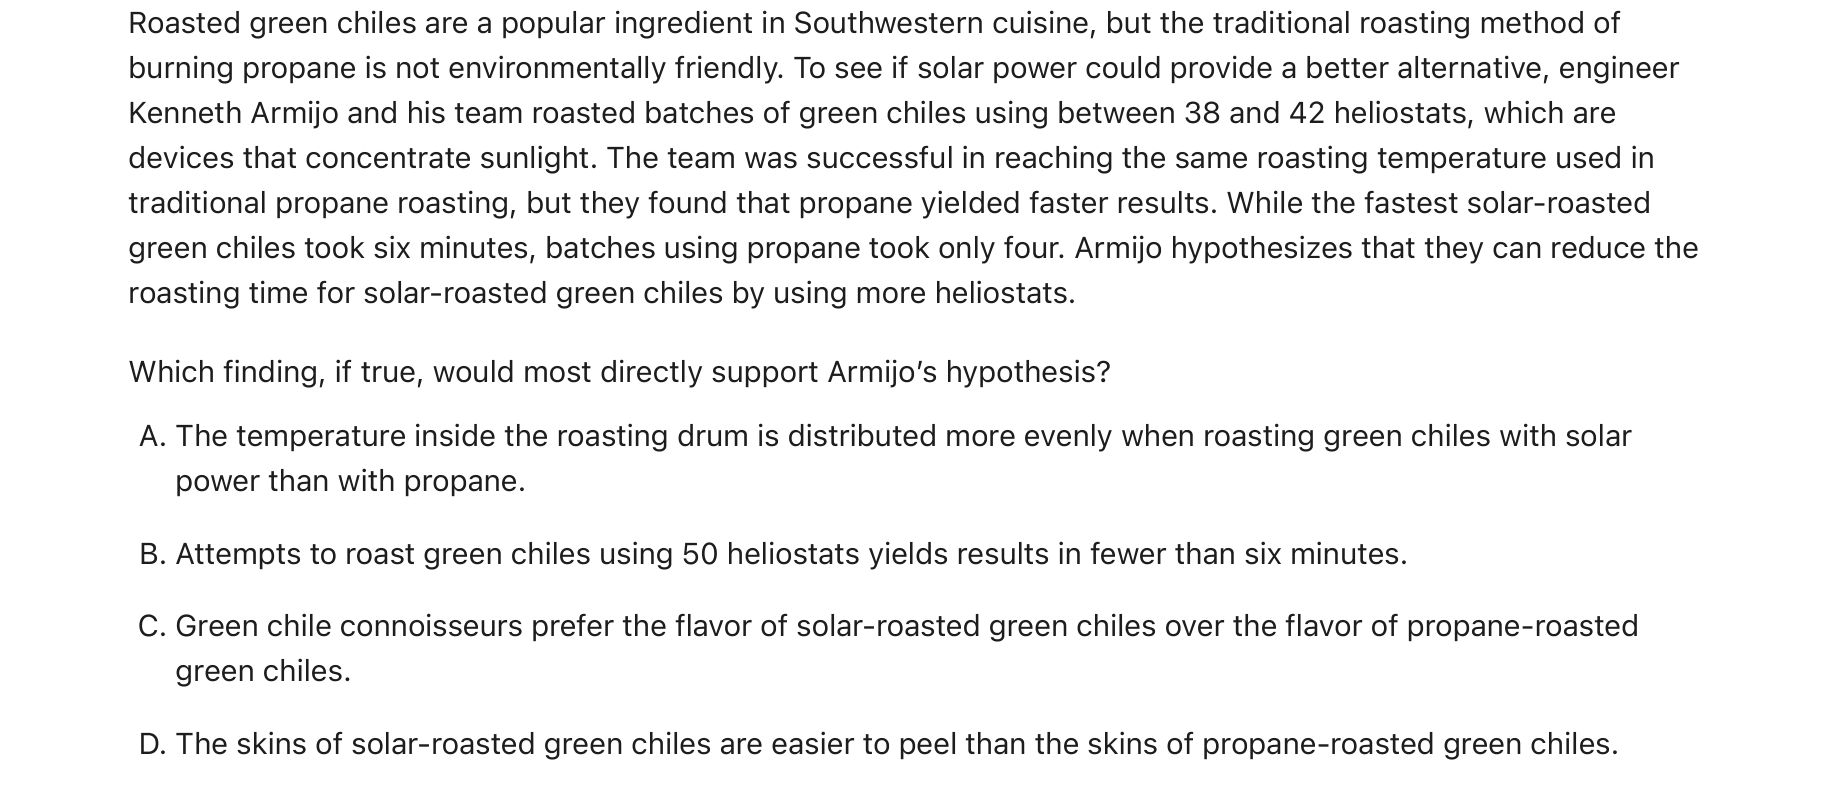 Roasted green chiles are a popular ingredient in Southwestern cuisine, but the traditional roasting method of
burning propane is not environmentally friendly. To see if solar power could provide a better alternative, engineer
Kenneth Armijo and his team roasted batches of green chiles using between 38 and 42 heliostats, which are
devices that concentrate sunlight. The team was successful in reaching the same roasting temperature used in
traditional propane roasting, but they found that propane yielded faster results. While the fastest solar-roasted
green chiles took six minutes, batches using propane took only four. Armijo hypothesizes that they can reduce the
roasting time for solar-roasted green chiles by using more heliostats.
Which finding, if true, would most directly support Armijo’s hypothesis?
A. The temperature inside the roasting drum is distributed more evenly when roasting green chiles with solar
power than with propane.
B. Attempts to roast green chiles using 50 heliostats yields results in fewer than six minutes.
C. Green chile connoisseurs prefer the flavor of solar-roasted green chiles over the flavor of propane-roasted
green chiles.
D. The skins of solar-roasted green chiles are easier to peel than the skins of propane-roasted green chiles.